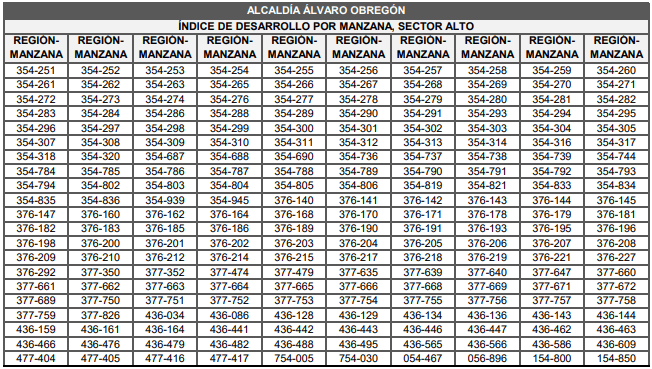 ALCALDÍA ÁLVARO OBREGÓN
ÍNDICE DE DESARROLLO POR MANZANA, SECTOR ALTO
REGIÓN- REGIÓN- REGIÓN- REGIÓN- REGIÓN- REGIÓN- REGIÓN- REGIÓN- REGIÓN- REGIÓN-
MANZANA MANZANA MANZANA MANZANA MANZANA MANZANA MANZANA MANZANA MANZANA MANZANA
354-251 354-252 354-253 354-254 354-255 354-256 354-257 354-258 354-259 354-260
354-261 354-262 354-263 354-265 354-266 354-267 354-268 354-269 354-270 354-271
354-272 354-273 354-274 354-276 354-277 354-278 354-279 354-280 354-281 354-282
354-283 354-284 354-286 354-288 354-289 354-290 354-291 354-293 354-294 354-295
354-296 354-297 354-298 354-299 354-300 354-301 354-302 354-303 354-304 354-305
354-307 354-308 354-309 354-310 354-311 354-312 354-313 354-314 354-316 354-317
354-318 354-320 354-687 354-688 354-690 354-736 354-737 354-738 354-739 354-744
354-784 354-785 354-786 354-787 354-788 354-789 354-790 354-791 354-792 354-793
354-794 354-802 354-803 354-804 354-805 354-806 354-819 354-821 354-833 354-834
354-835 354-836 354-939 354-945 376-140 376-141 376-142 376-143 376-144 376-145
376-147 376-160 376-162 376-164 376-168 376-170 376-171 376-178 376-179 376-181
376-182 376-183 376-185 376-186 376-189 376-190 376-191 376-193 376-195 376-196
376-198 376-200 376-201 376-202 376-203 376-204 376-205 376-206 376-207 376-208
376-209 376-210 376-212 376-214 376-215 376-217 376-218 376-219 376-221 376-227
376-292 377-350 377-352 377-474 377-479 377-635 377-639 377-640 377-647 377-660
377-661 377-662 377-663 377-664 377-665 377-666 377-668 377-669 377-671 377-672
377-689 377-750 377-751 377-752 377-753 377-754 377-755 377-756 377-757 377-758
377-759 377-826 436-034 436-086 436-128 436-129 436-134 436-136 436-143 436-144
436-159 436-161 436-164 436-441 436-442 436-443 436-446 436-447 436-462 436-463
436-466 436-476 436-479 436-482 436-488 436-495 436-565 436-566 436-586 436-609
477-404 477-405 477-416 477-417 754-005 754-030 054-467 056-896 154-800 154-850